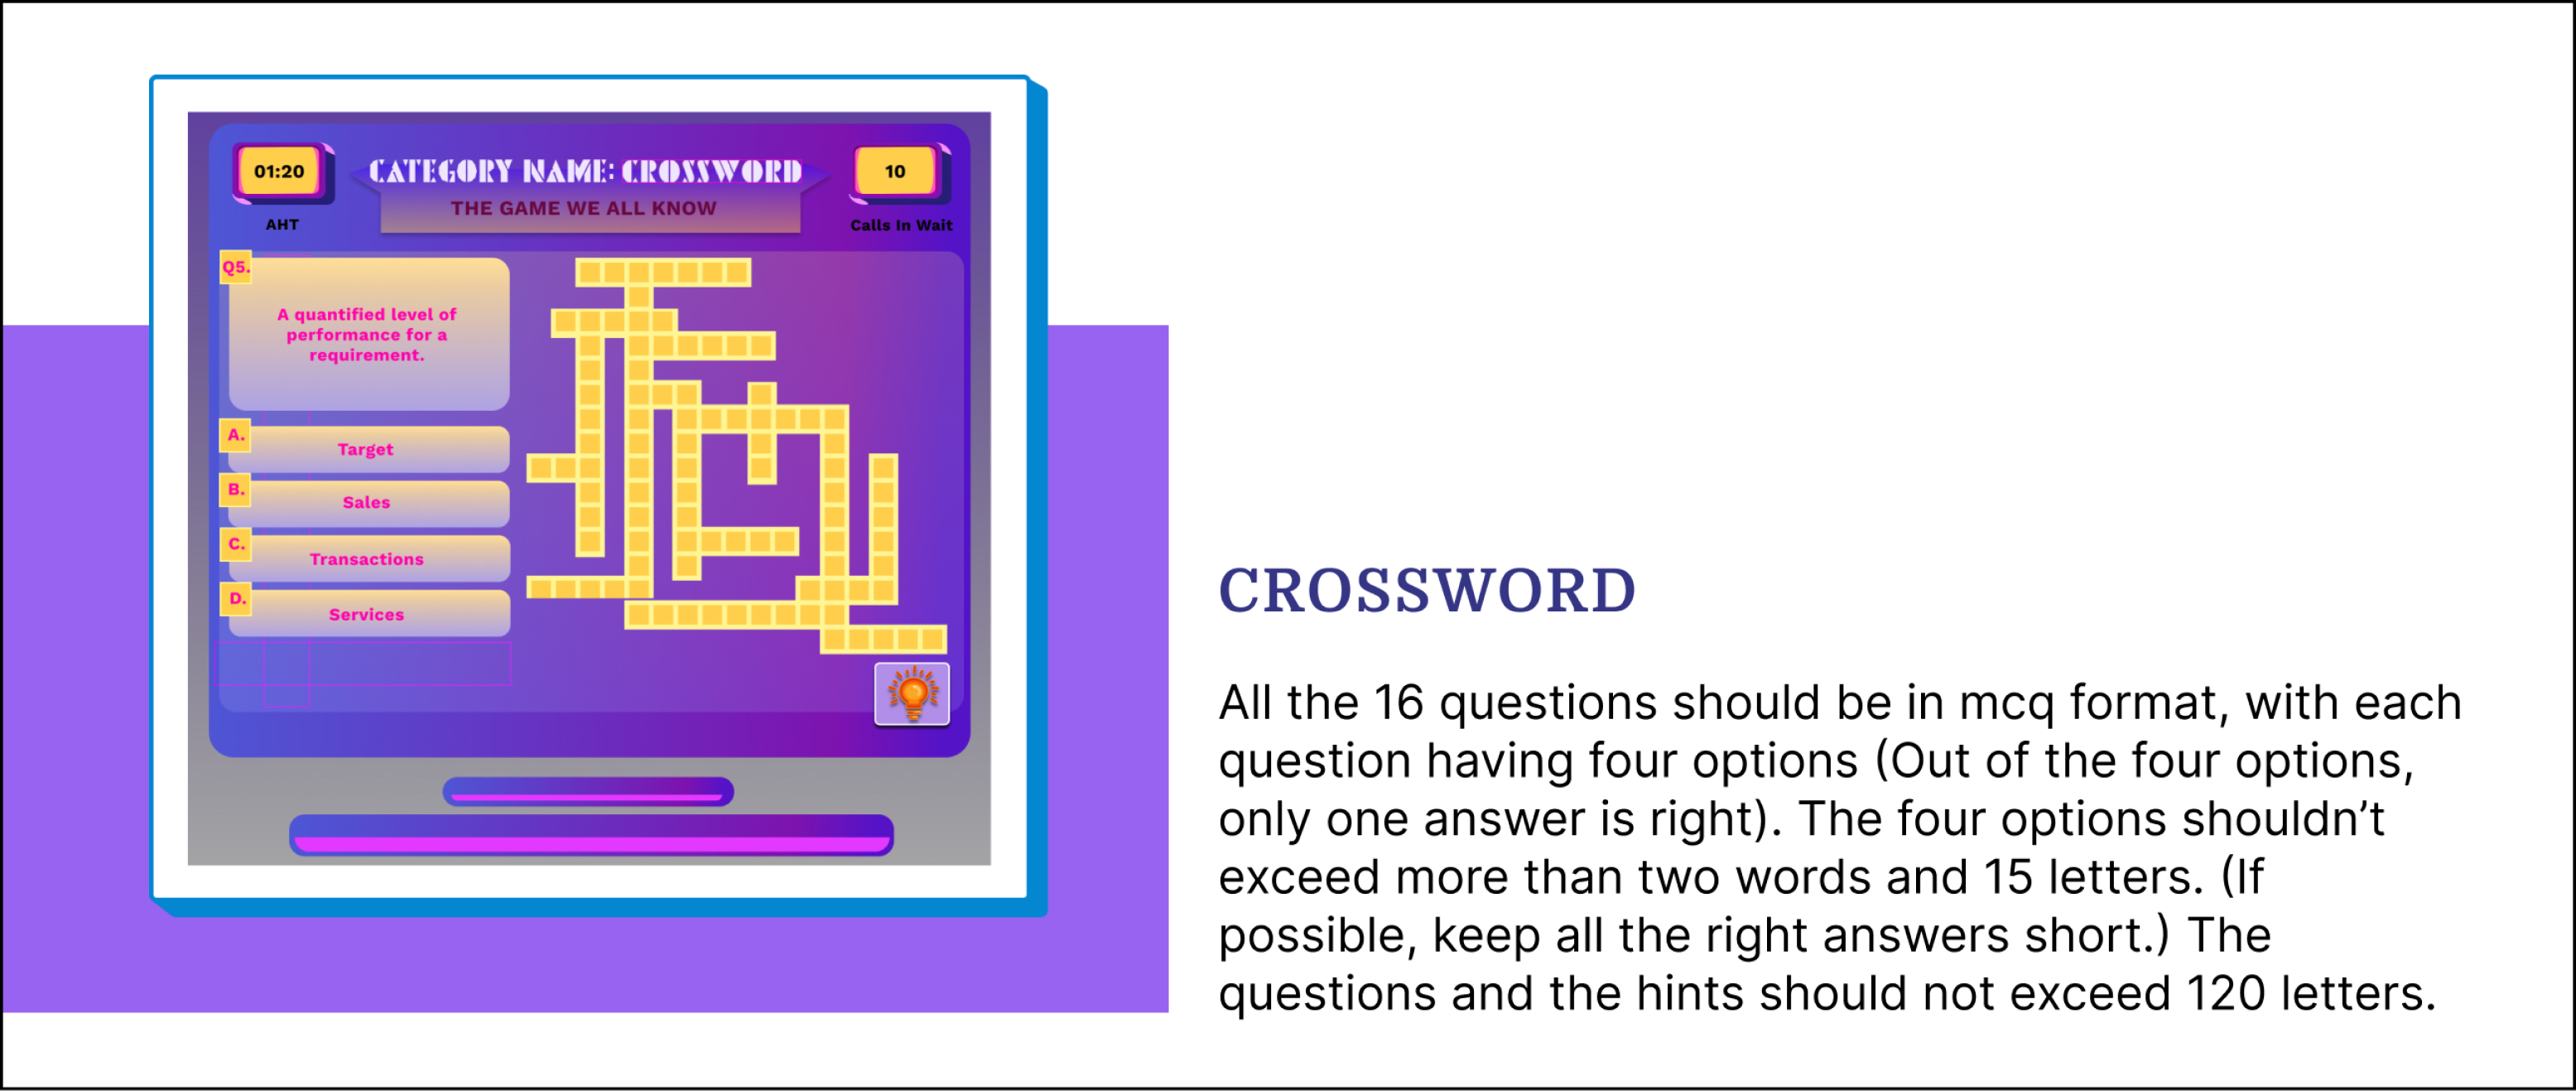 01:20
AHT
CATEGORY NAME: CROSSWORD
THE GAME WE ALL KNOW
10
Calls In Wait
Q5.
A quantified level of
performance for a
requirement.
A.
Target
B.
Sales
C.
Transactions
D.
Services
CROSSWORD
All the 16 questions should be in mcq format, with each
question having four options (Out of the four options,
only one answer is right). The four options shouldn’t
exceed more than two words and 15 letters. (If
possible, keep all the right answers short.) The
questions and the hints should not exceed 120 letters.